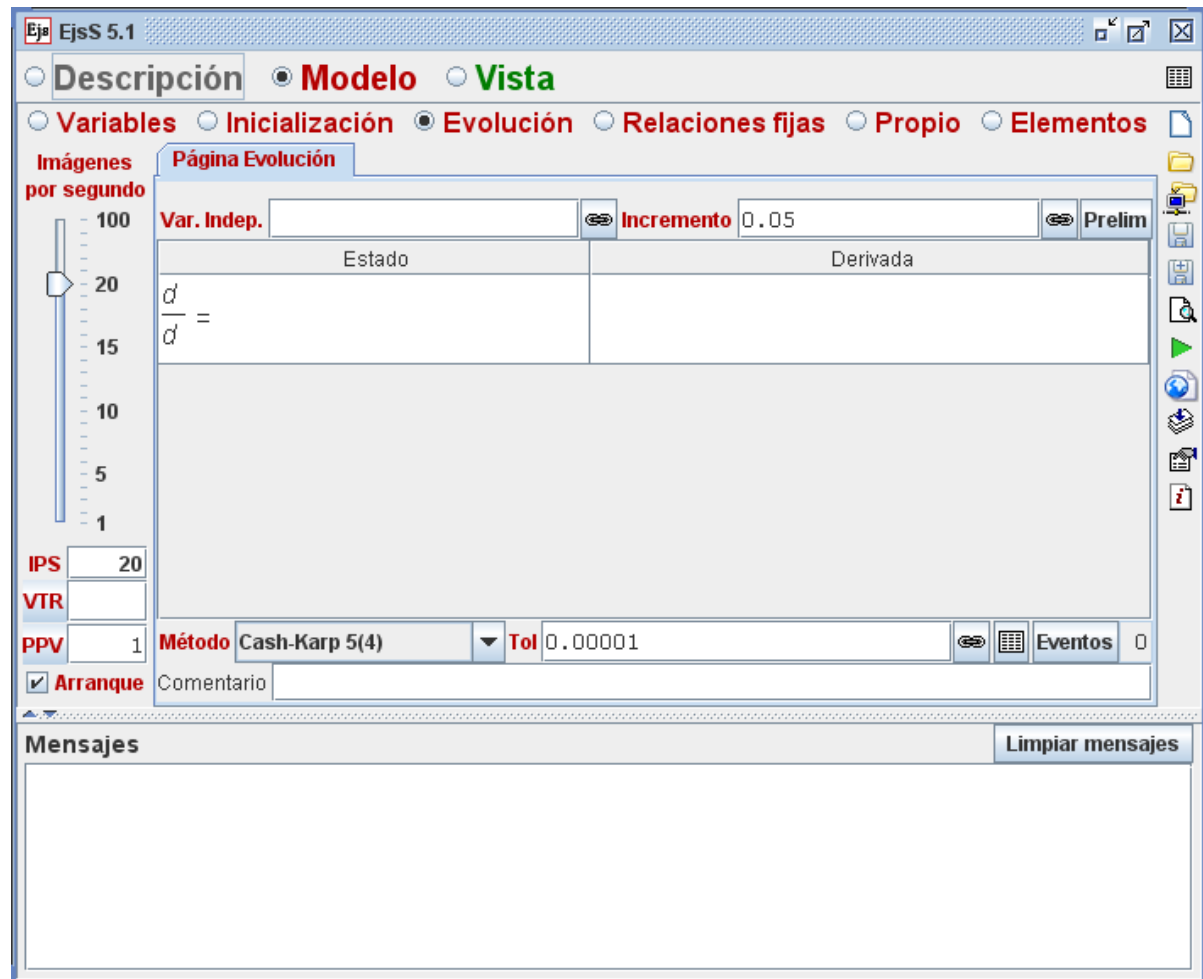 Ejs EjsS 5.1
Descripción Modelo Vista
Variables Inicialización Evolución Relaciones fijas Propio Elementos
Imágenes
por segundo
100
20
15
10
5
1
IPS 20
VTR
PPV 1
Arranque
Página Evolución
Var. Indep. Incremento 0.05 Prelim
Estado Derivada
d
d =
Método Cash-Karp 5(4) Tol 0.00001 Eventos 0
Comentario
Mensajes Limpiar mensajes